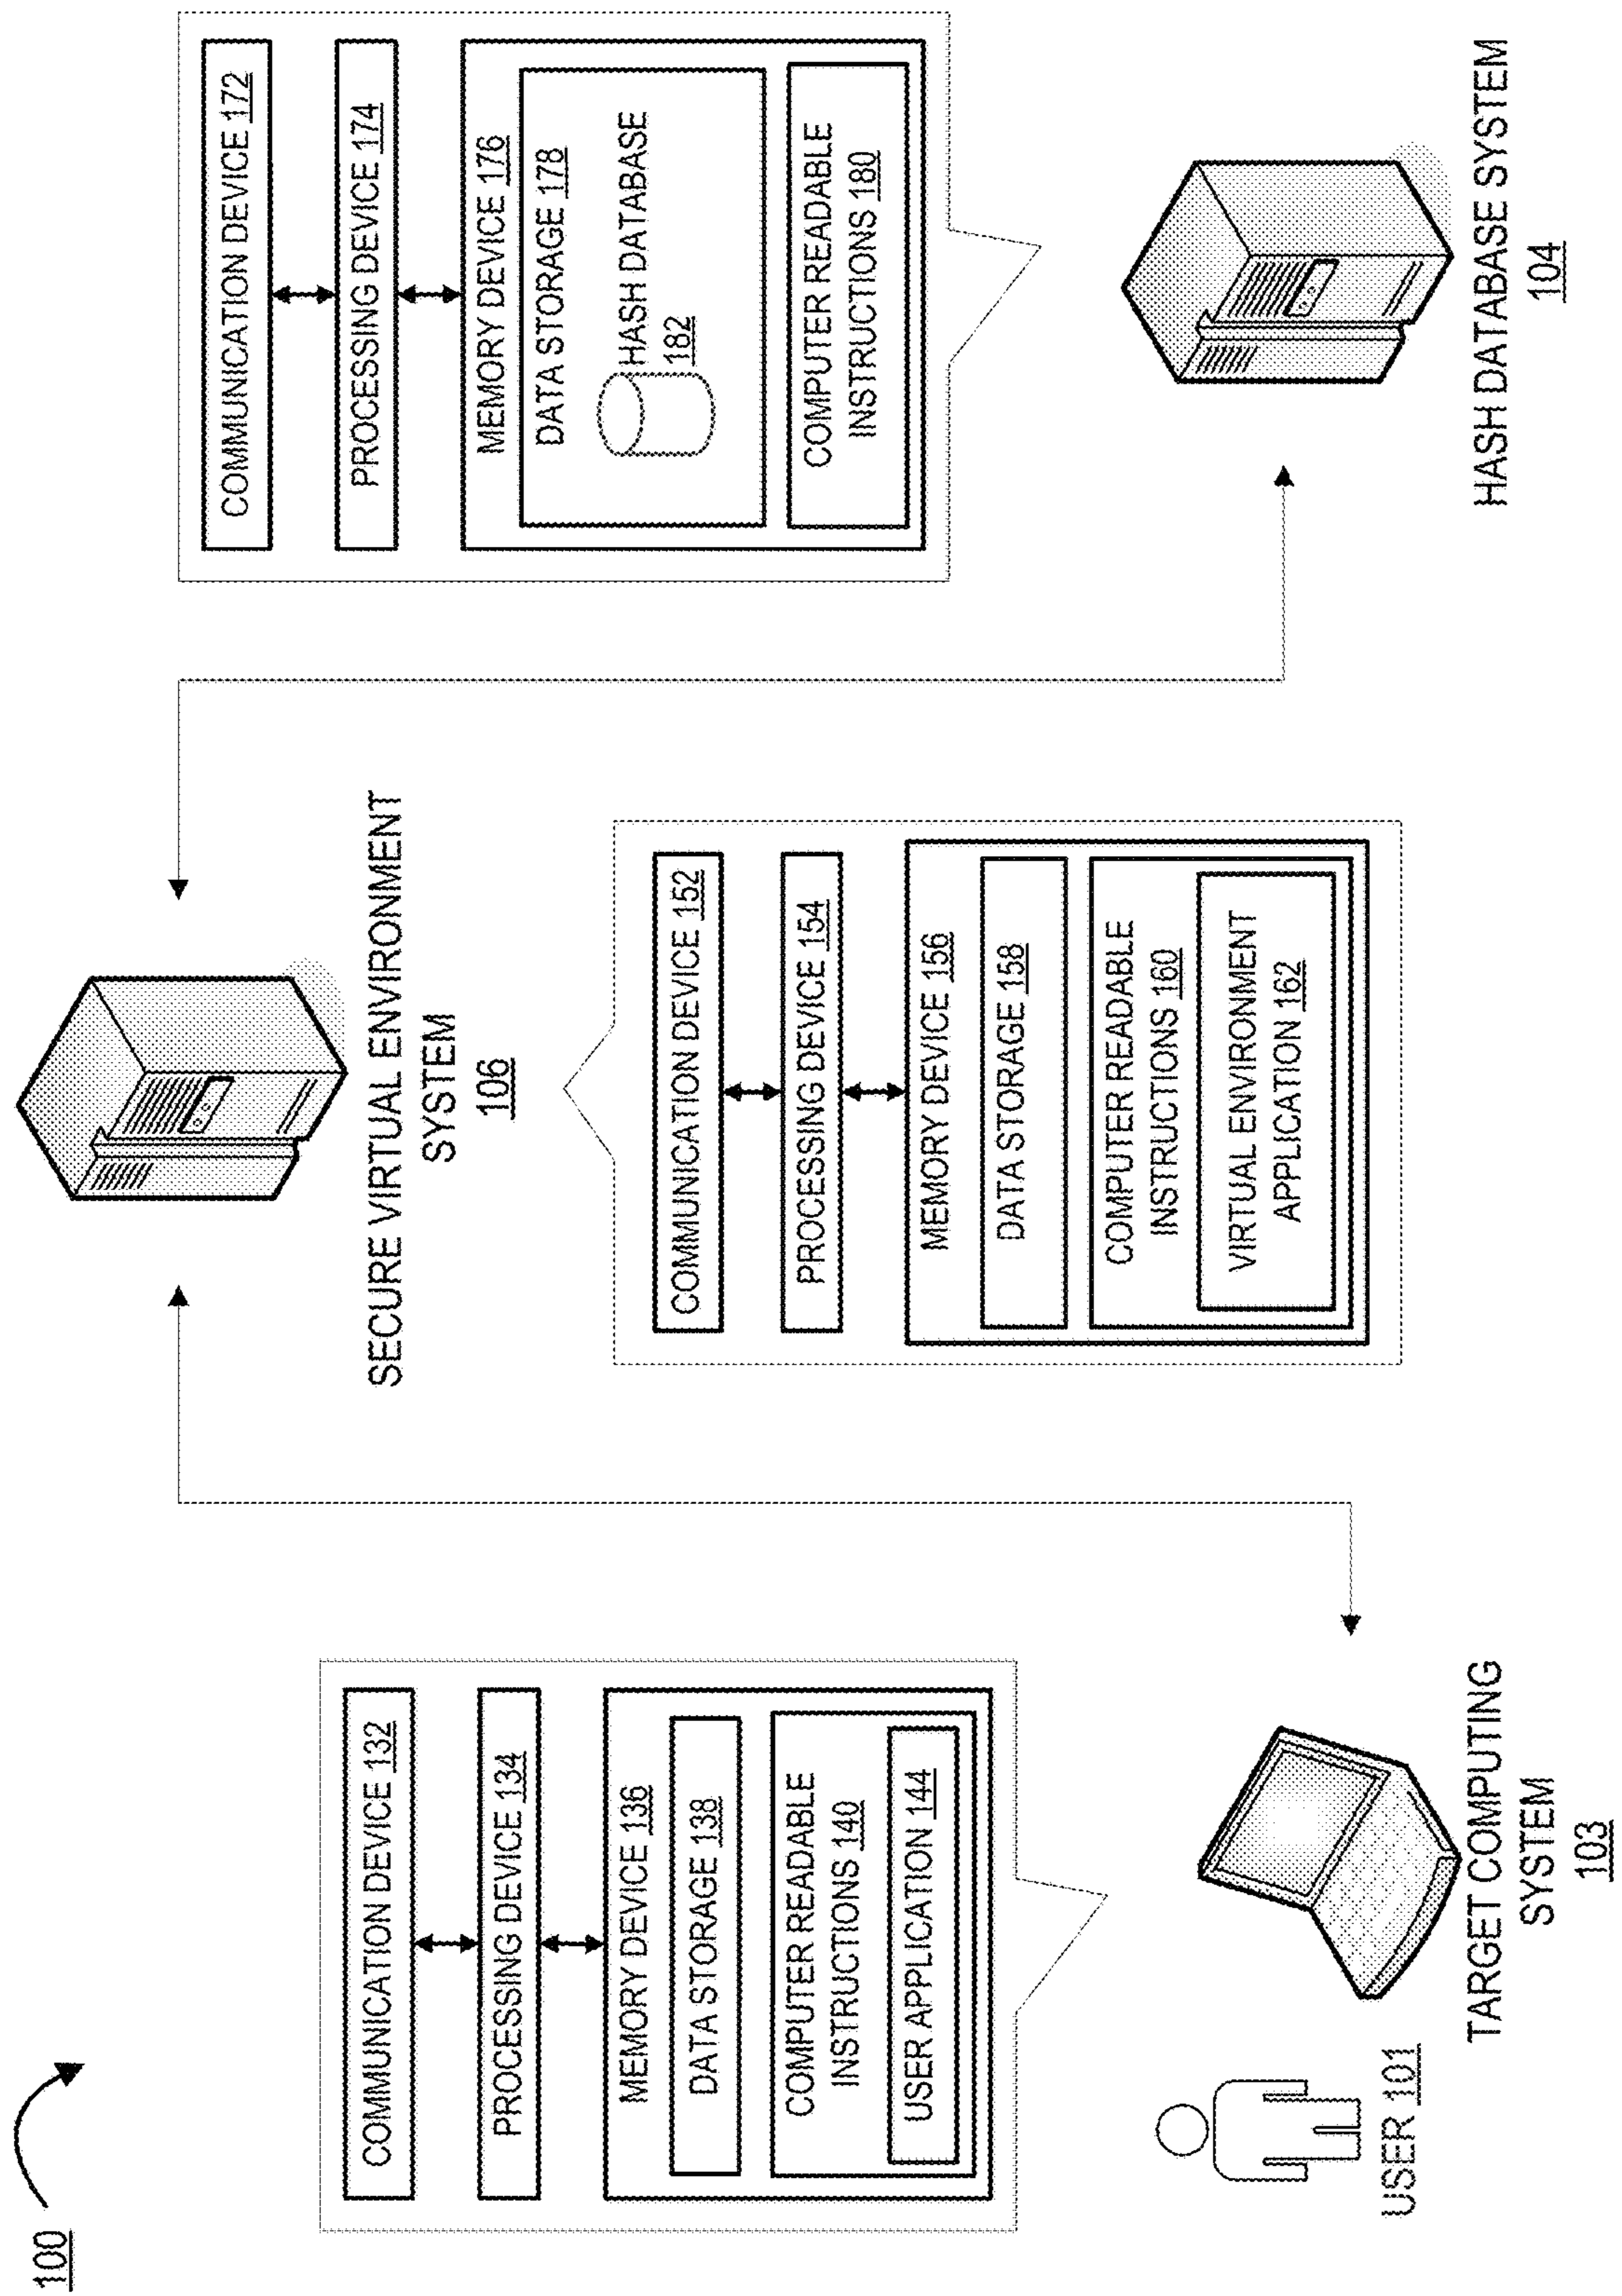 100
COMMUNICATION DEVICE 132
PROCESSING DEVICE 134
MEMORY DEVICE 136
DATA STORAGE 138
COMPUTER READABLE
INSTRUCTIONS 140
USER APPLICATION 144
USER 101
TARGET COMPUTING
SYSTEM
103
SECURE VIRTUAL ENVIRONMENT
SYSTEM
106
COMMUNICATION DEVICE 152
PROCESSING DEVICE 154
MEMORY DEVICE 156
DATA STORAGE 158
COMPUTER READABLE
INSTRUCTIONS 160
VIRTUAL ENVIRONMENT
APPLICATION 162
COMMUNICATION DEVICE 172
PROCESSING DEVICE 174
MEMORY DEVICE 176
DATA STORAGE 178
HASH DATABASE
182
COMPUTER READABLE
INSTRUCTIONS 180
HASH DATABASE SYSTEM
104